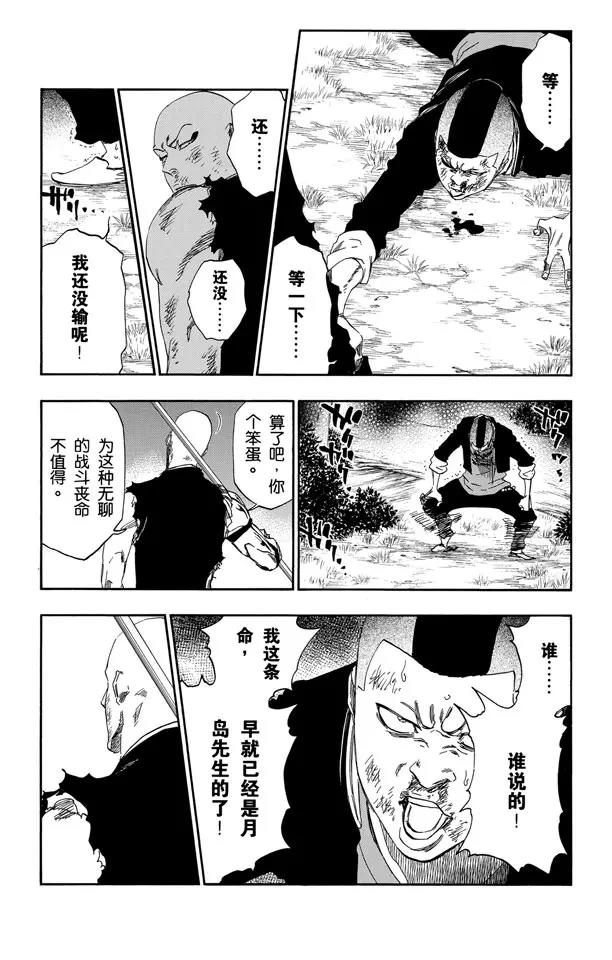 等……
等一下……
还……
还没……
我还没输呢！
算了吧，你
个笨蛋。
为这种无聊
的战斗丧命
不值得。
谁……
谁说的！
我这条
命，
早就已经是月
岛先生的了！